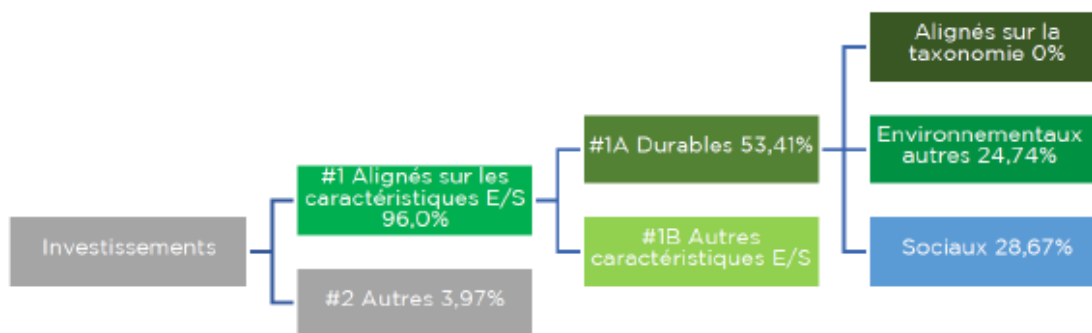 Investissements
#1 Alignés sur les
caractéristiques E/S
96,0%
#2 Autres 3,97%
#1A Durables 53,41%
#1B Autres
caractéristiques E/S
Alignés sur la
taxonomie 0%
Environnementaux
autres 24,74%
Sociaux 28,67%